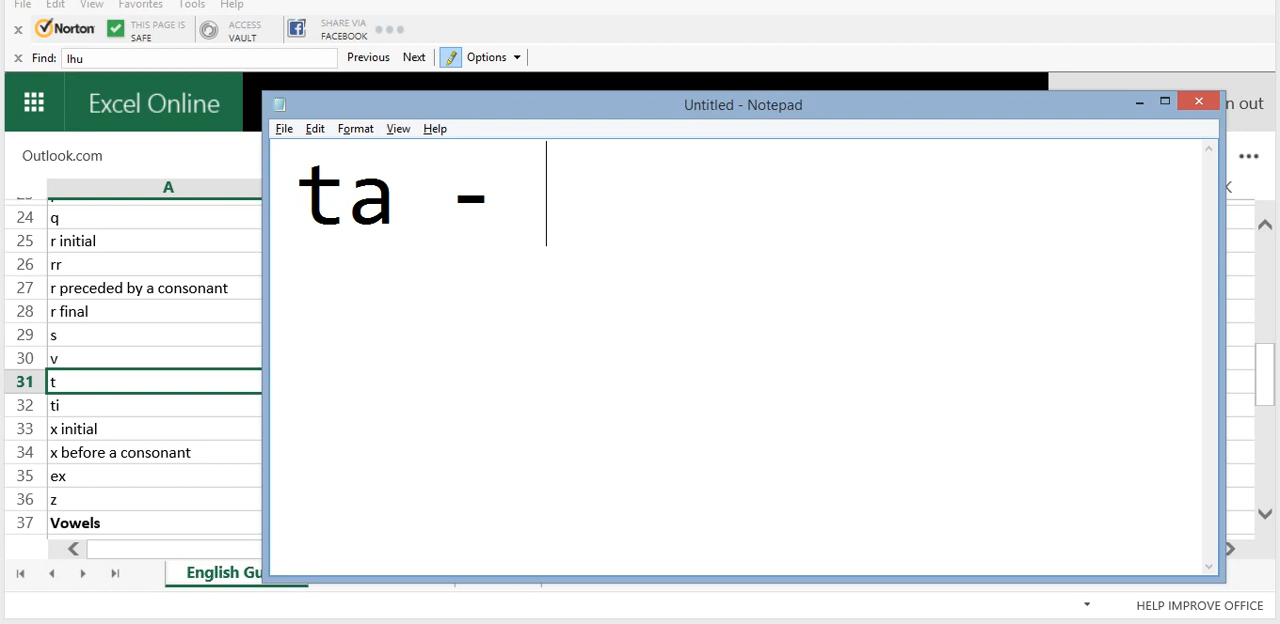 File Edit View Favorites Tools Help
x Norton THIS PAGE IS SAFE ACCESS VAULT SHARE VIA FACEBOOK
x Find: lhu Previous Next Options
Excel Online
n out
Untitled - Notepad
File Edit Format View Help
Outlook.com
A
K
ta -
24 q
25 r initial
26 rr
27 r preceded by a consonant
28 r final
29 s
30 v
31 t
32 ti
33 x initial
34 x before a consonant
35 ex
36 z
37 Vowels
English Gu
HELP IMPROVE OFFICE